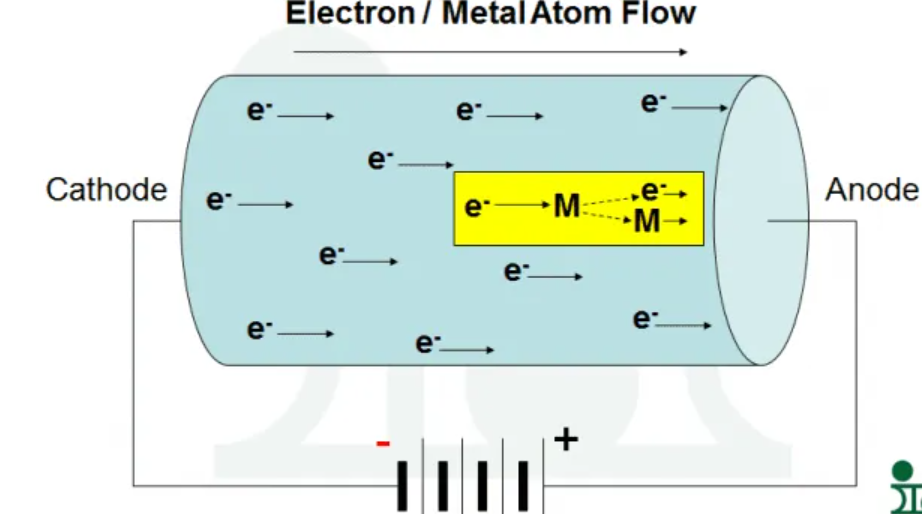 Electron / Metal Atom Flow
e- e- e-
e-
Cathode
e-
e- M e-
M
Anode
e-
e-
e-
e-
e-
- +